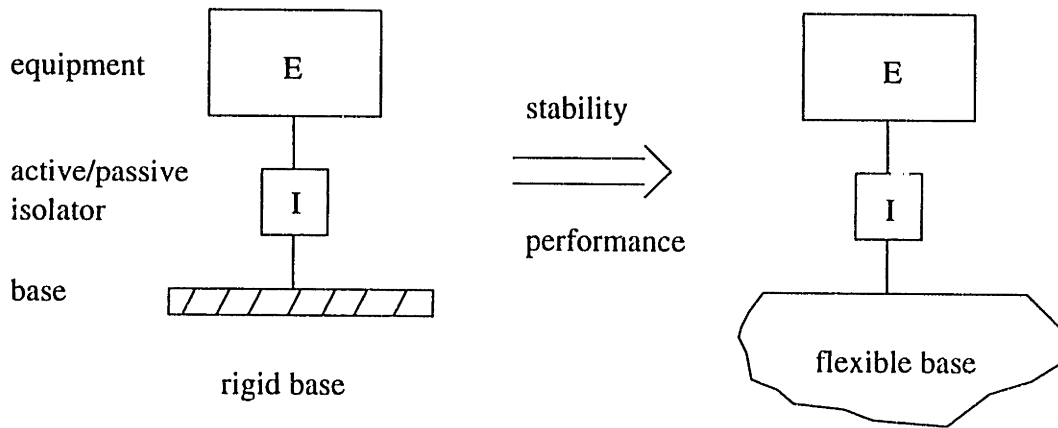 equipment
E
active/passive
isolator
I
base
rigid base
stability
performance
E
I
flexible base